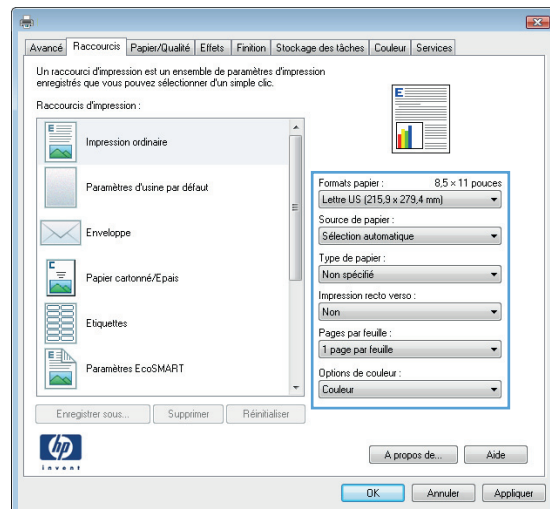 Avancé Raccourcis Papier/Qualité Effets Finition Stockage des tâches Couleur Services
Un raccourci d'impression est un ensemble de paramètres d'impression
enregistrés que vous pouvez sélectionner d'un simple clic.
Raccourcis d'impression :
Impression ordinaire
Paramètres d'usine par défaut
Enveloppe
Papier cartonné/Epais
Etiquettes
Paramètres EcoSMART
E
Formats papier : 8,5 × 11 pouces
Lettre US (215,9 x 279,4 mm)
Source de papier :
Sélection automatique
Type de papier :
Non spécifié
Impression recto verso :
Non
Pages par feuille :
1 page par feuille
Options de couleur :
Couleur
Enregistrer sous... Supprimer Réinitialiser
hp
invent
A propos de... Aide
OK Annuler Appliquer